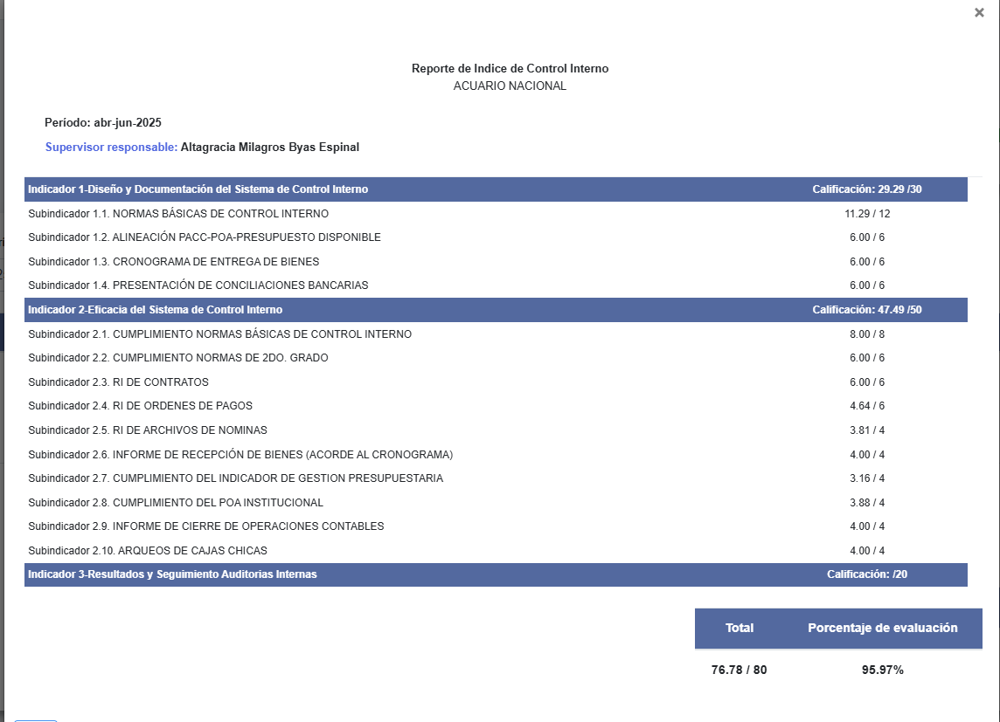 ×
Reporte de Indice de Control Interno
ACUARIO NACIONAL
Período: abr-jun-2025
Supervisor responsable: Altagracia Milagros Byas Espinal
Indicador 1-Diseño y Documentación del Sistema de Control Interno Calificación: 29.29 /30
Subindicador 1.1. NORMAS BÁSICAS DE CONTROL INTERNO 11.29 / 12
Subindicador 1.2. ALINEACIÓN PACC-POA-PRESUPUESTO DISPONIBLE 6.00 / 6
Subindicador 1.3. CRONOGRAMA DE ENTREGA DE BIENES 6.00 / 6
Subindicador 1.4. PRESENTACIÓN DE CONCILIACIONES BANCARIAS 6.00 / 6
Indicador 2-Eficacia del Sistema de Control Interno Calificación: 47.49 /50
Subindicador 2.1. CUMPLIMIENTO NORMAS BÁSICAS DE CONTROL INTERNO 8.00 / 8
Subindicador 2.2. CUMPLIMIENTO NORMAS DE 2DO. GRADO 6.00 / 6
Subindicador 2.3. RI DE CONTRATOS 6.00 / 6
Subindicador 2.4. RI DE ORDENES DE PAGOS 4.64 / 6
Subindicador 2.5. RI DE ARCHIVOS DE NOMINAS 3.81 / 4
Subindicador 2.6. INFORME DE RECEPCIÓN DE BIENES (ACORDE AL CRONOGRAMA) 4.00 / 4
Subindicador 2.7. CUMPLIMIENTO DEL INDICADOR DE GESTION PRESUPUESTARIA 3.16 / 4
Subindicador 2.8. CUMPLIMIENTO DEL POA INSTITUCIONAL 3.88 / 4
Subindicador 2.9. INFORME DE CIERRE DE OPERACIONES CONTABLES 4.00 / 4
Subindicador 2.10. ARQUEOS DE CAJAS CHICAS 4.00 / 4
Indicador 3-Resultados y Seguimiento Auditorias Internas Calificación: /20
Total Porcentaje de evaluación
76.78 / 80 95.97%